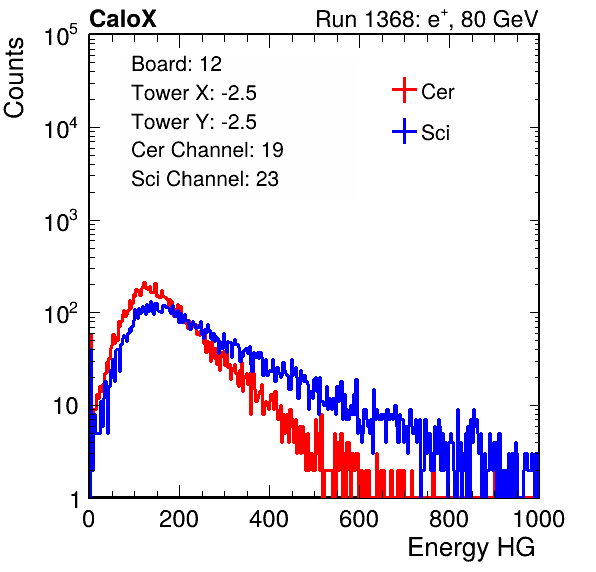 CaloX Run 1368: e⁺, 80 GeV
Counts
10⁵
10⁴
10³
10²
10
1
Board: 12
Tower X: -2.5
Tower Y: -2.5
Cer Channel: 19
Sci Channel: 23
Cer
Sci
0 200 400 600 800 1000
Energy HG